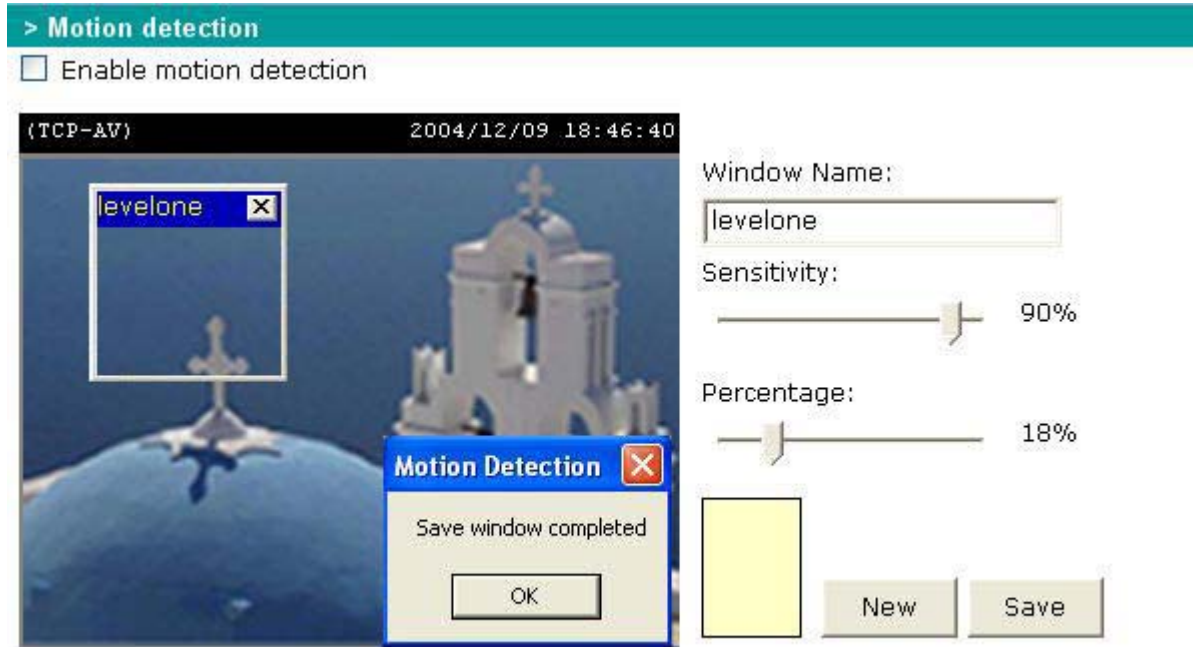 > Motion detection
Enable motion detection
(TCP-AV) 2004/12/09 18:46:40
levelone
Window Name:
levelone
Sensitivity:
90%
Percentage:
18%
Motion Detection
Save window completed
OK
New Save